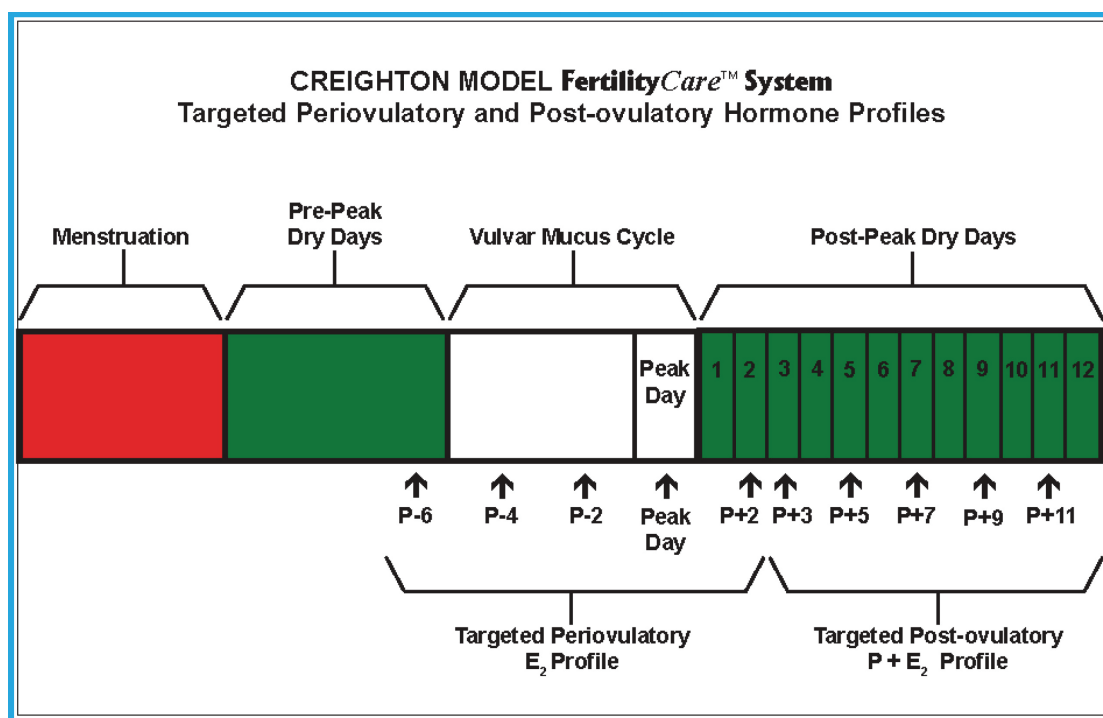 CREIGHTON MODEL FertilityCare™ System
Targeted Periovulatory and Post-ovulatory Hormone Profiles
Menstruation
Pre-Peak
Dry Days
Vulvar Mucus Cycle
Post-Peak Dry Days
Peak
Day
1 2 3 4 5 6 7 8 9 10 11 12
P-6 P-4 P-2 Peak
Day
P+2 P+3 P+5 P+7 P+9 P+11
Targeted Periovulatory
E₂ Profile
Targeted Post-ovulatory
P + E₂ Profile